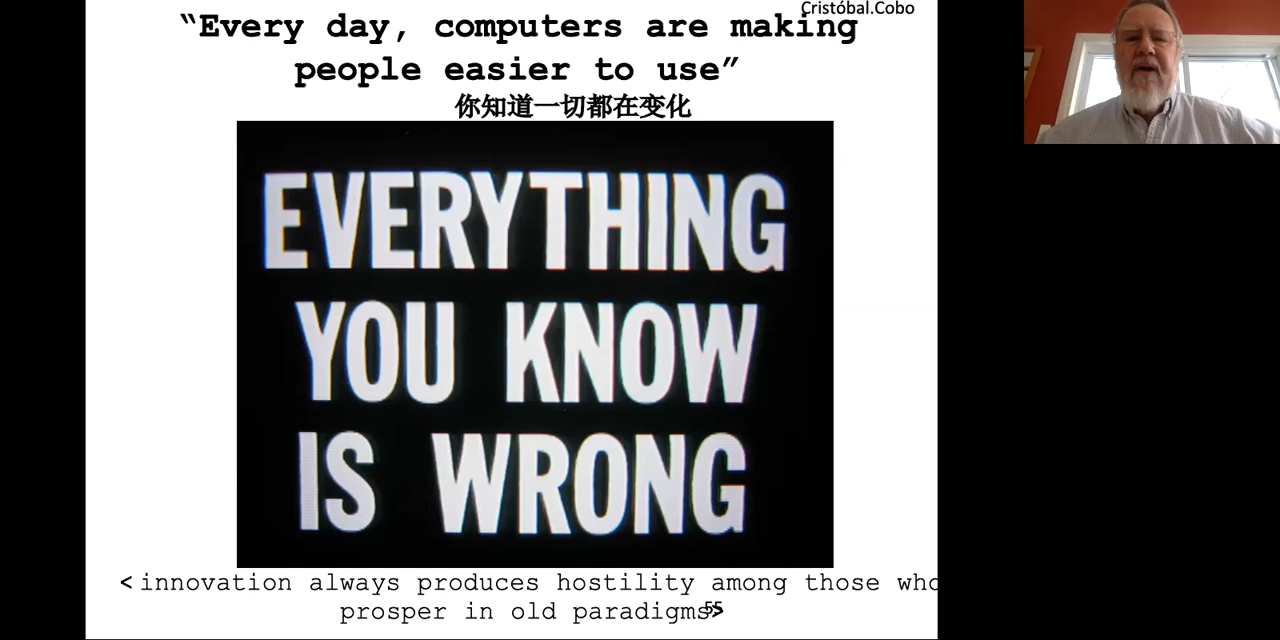 Cristóbal.Cobo
“Every day, computers are making
people easier to use”
你知道一切都在变化
EVERYTHING
YOU KNOW
IS WRONG
<innovation always produces hostility among those who
prosper in old paradigms>
55